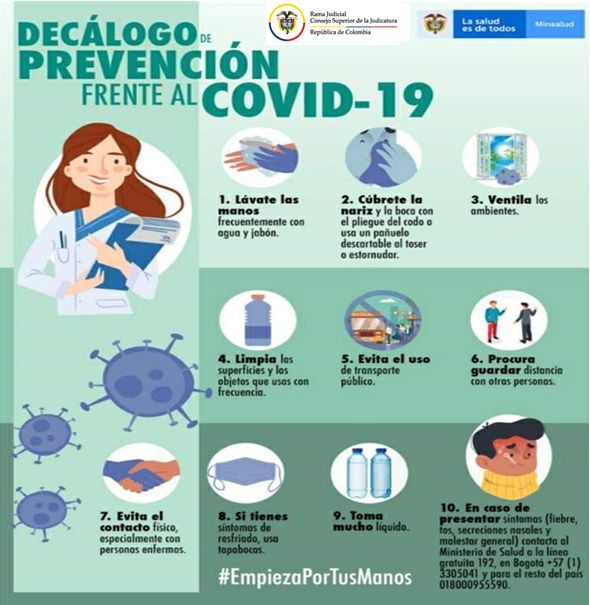 Rama Judicial
Consejo Superior de la Judicatura
República de Colombia
La salud
es de todos
Minsalud
DECÁLOGO DE
PREVENCIÓN
FRENTE AL COVID-19
1. Lávate las
manos
frecuentemente con
agua y jabón.
2. Cúbrete la
nariz y la boca con
el pliegue del codo o
usa un pañuelo
descartable al toser
o estornudar.
3. Ventila los
ambientes.
4. Limpia las
superficies y los
objetos que usas con
frecuencia.
5. Evita el uso
de transporte
público.
6. Procura
guardar distancia
con otras personas.
7. Evita el
contacto físico,
especialmente con
personas enfermas.
8. Si tienes
síntomas de
resfriado, usa
tapabocas.
9. Toma
mucho líquido.
10. En caso de
presentar síntomas (fiebre,
tos, secreciones nasales y
malestar general) contacta al
Ministerio de Salud a la línea
gratuita 192, en Bogotá +57 (1)
3305041 y para el resto del país
018000955590.
#EmpiezaPorTusManos